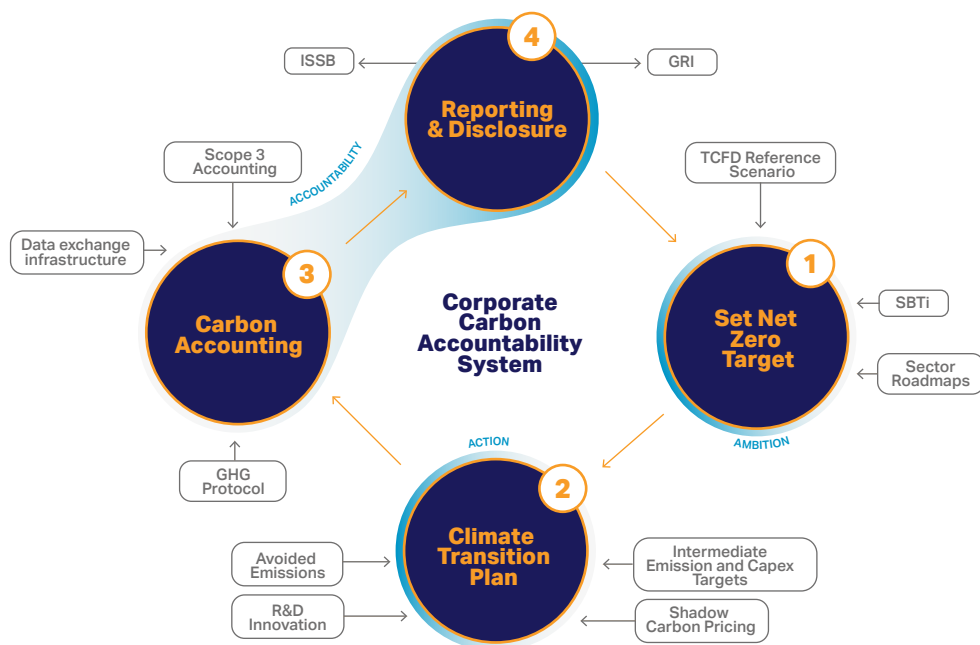 4
Reporting
& Disclosure
ISSB
GRI
ACCOUNTABILITY
Scope 3
Accounting
Data exchange
infrastructure
3
Carbon
Accounting
GHG
Protocol
Corporate
Carbon
Accountability
System
TCFD Reference
Scenario
1
Set Net
Zero
Target
SBTi
Sector
Roadmaps
AMBITION
ACTION
2
Climate
Transition
Plan
Avoided
Emissions
R&D
Innovation
Intermediate
Emission and Capex
Targets
Shadow
Carbon Pricing